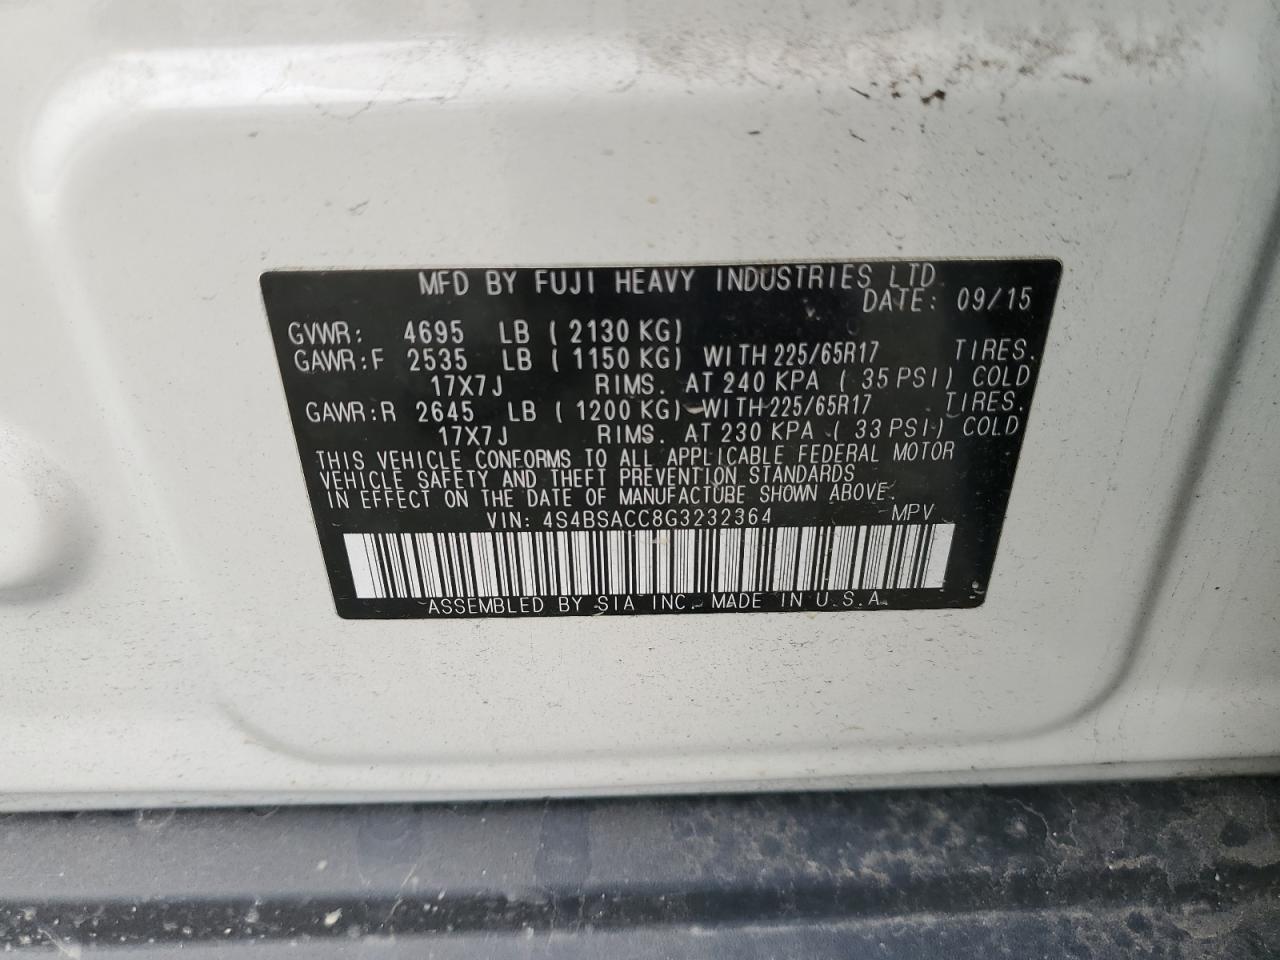 MFD BY FUJI HEAVY INDUSTRIES LTD.
DATE: 09/15
GVWR: 4695 LB ( 2130 KG)
GAWR:F 2535 LB ( 1150 KG) WITH 225/65R17 TIRES.
17X7J RIMS. AT 240 KPA ( 35 PSI) COLD
GAWR:R 2645 LB ( 1200 KG) WITH 225/65R17 TIRES.
17X7J RIMS. AT 230 KPA ( 33 PSI) COLD
THIS VEHICLE CONFORMS TO ALL APPLICABLE FEDERAL MOTOR
VEHICLE SAFETY AND THEFT PREVENTION STANDARDS
IN EFFECT ON THE DATE OF MANUFACTURE SHOWN ABOVE.
VIN: 4S4BSACC8G3232364 MPV
ASSEMBLED BY SIA INC. MADE IN U.S.A.